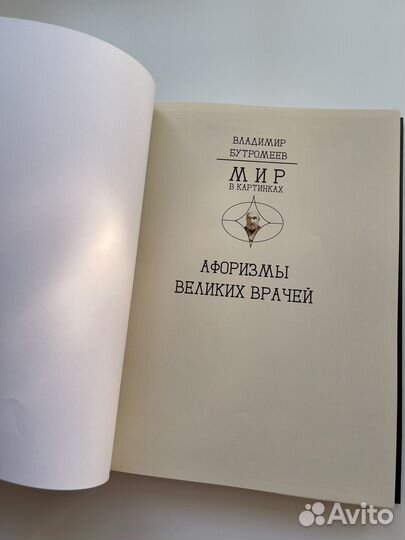 ВЛАДИМИР
БУТРОМЕЕВ
МИР
В КАРТИНКАХ
АФОРИЗМЫ
ВЕЛИКИХ ВРАЧЕЙ
Avito